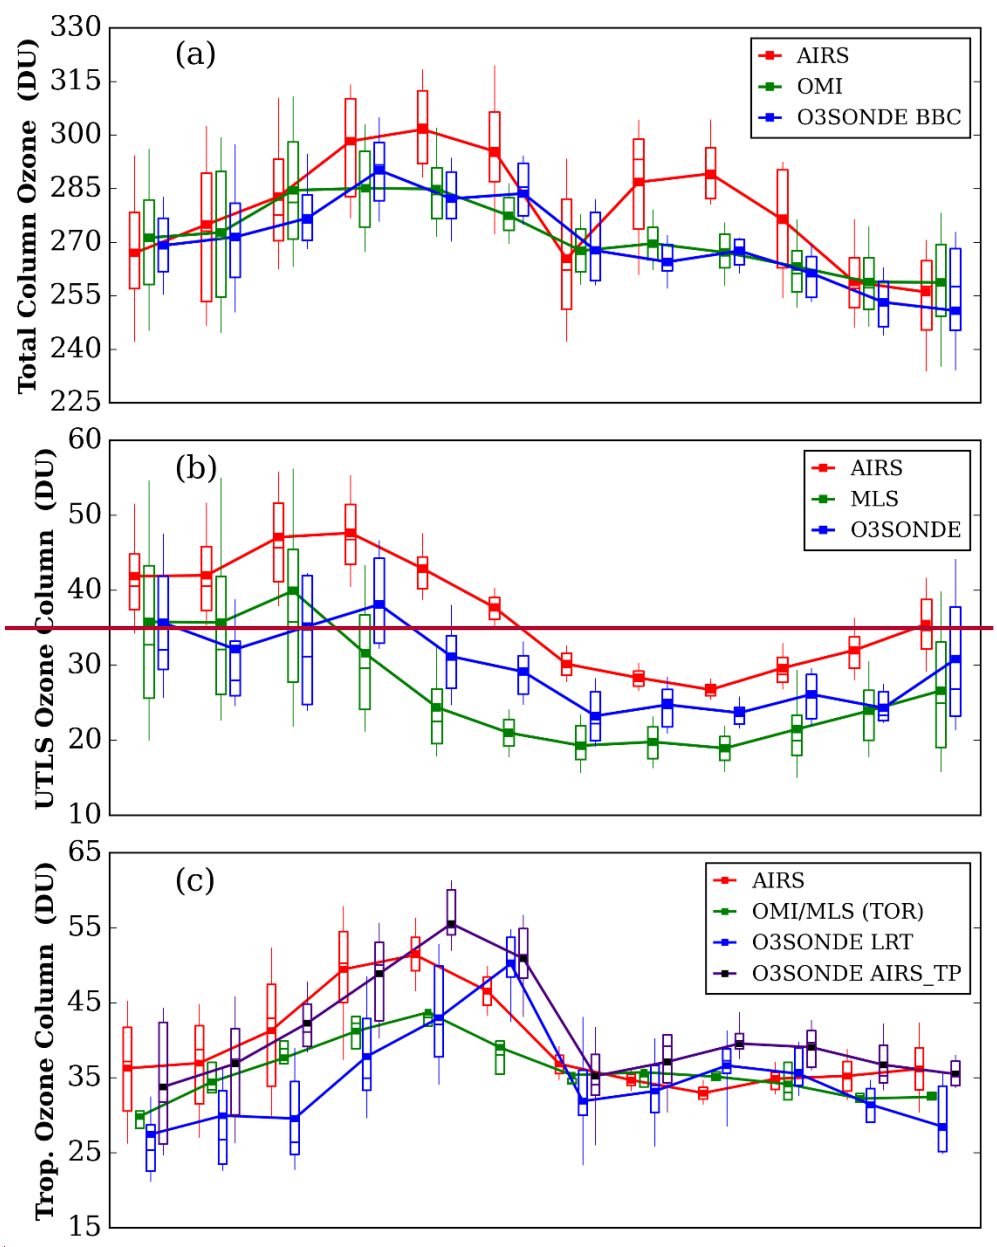 330
315
300
285
270
255
240
225
Total Column Ozone (DU)
(a)
AIRS
OMI
O3SONDE BBC
60
50
40
30
20
10
UTLS Ozone Column (DU)
(b)
AIRS
MLS
O3SONDE
65
55
45
35
25
15
Trop. Ozone Column (DU)
(c)
AIRS
OMI/MLS (TOR)
O3SONDE LRT
O3SONDE AIRS_TP